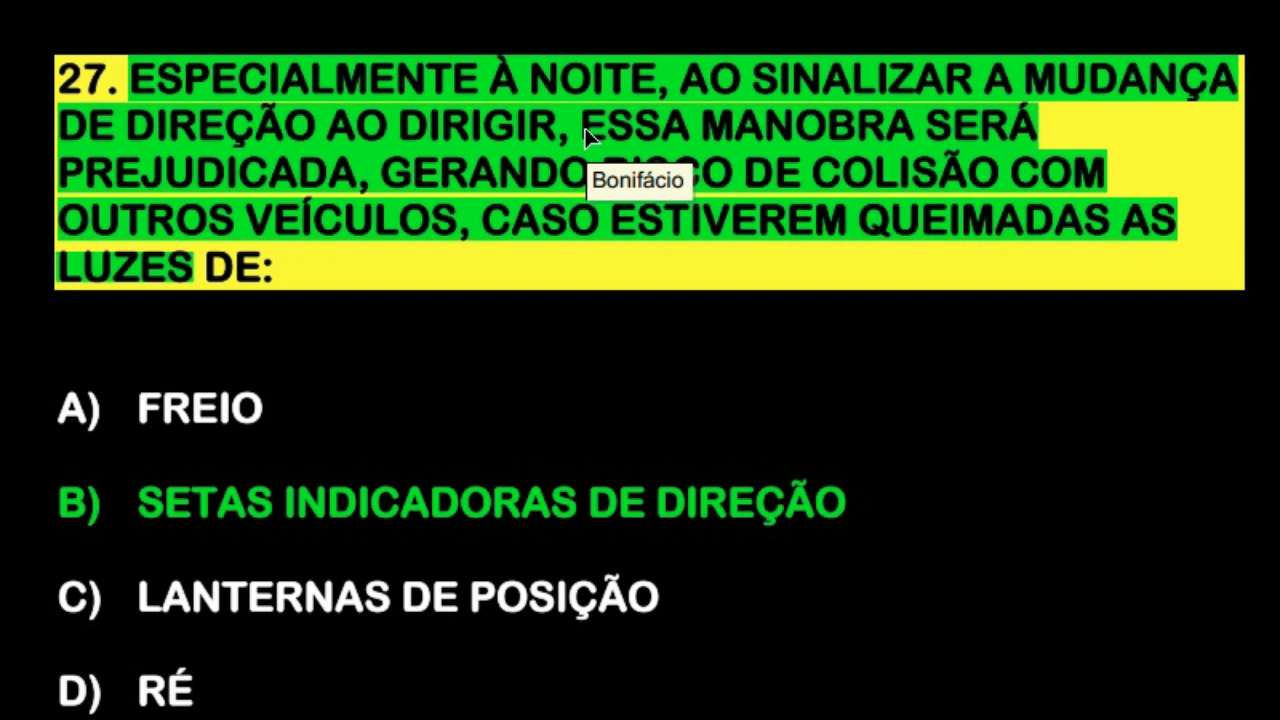 27. ESPECIALMENTE À NOITE, AO SINALIZAR A MUDANÇA
DE DIREÇÃO AO DIRIGIR, ESSA MANOBRA SERÁ
PREJUDICADA, GERANDO RISCO DE COLISÃO COM
Bonifácio
OUTROS VEÍCULOS, CASO ESTIVEREM QUEIMADAS AS
LUZES DE:
A) FREIO
B) SETAS INDICADORAS DE DIREÇÃO
C) LANTERNAS DE POSIÇÃO
D) RÉ